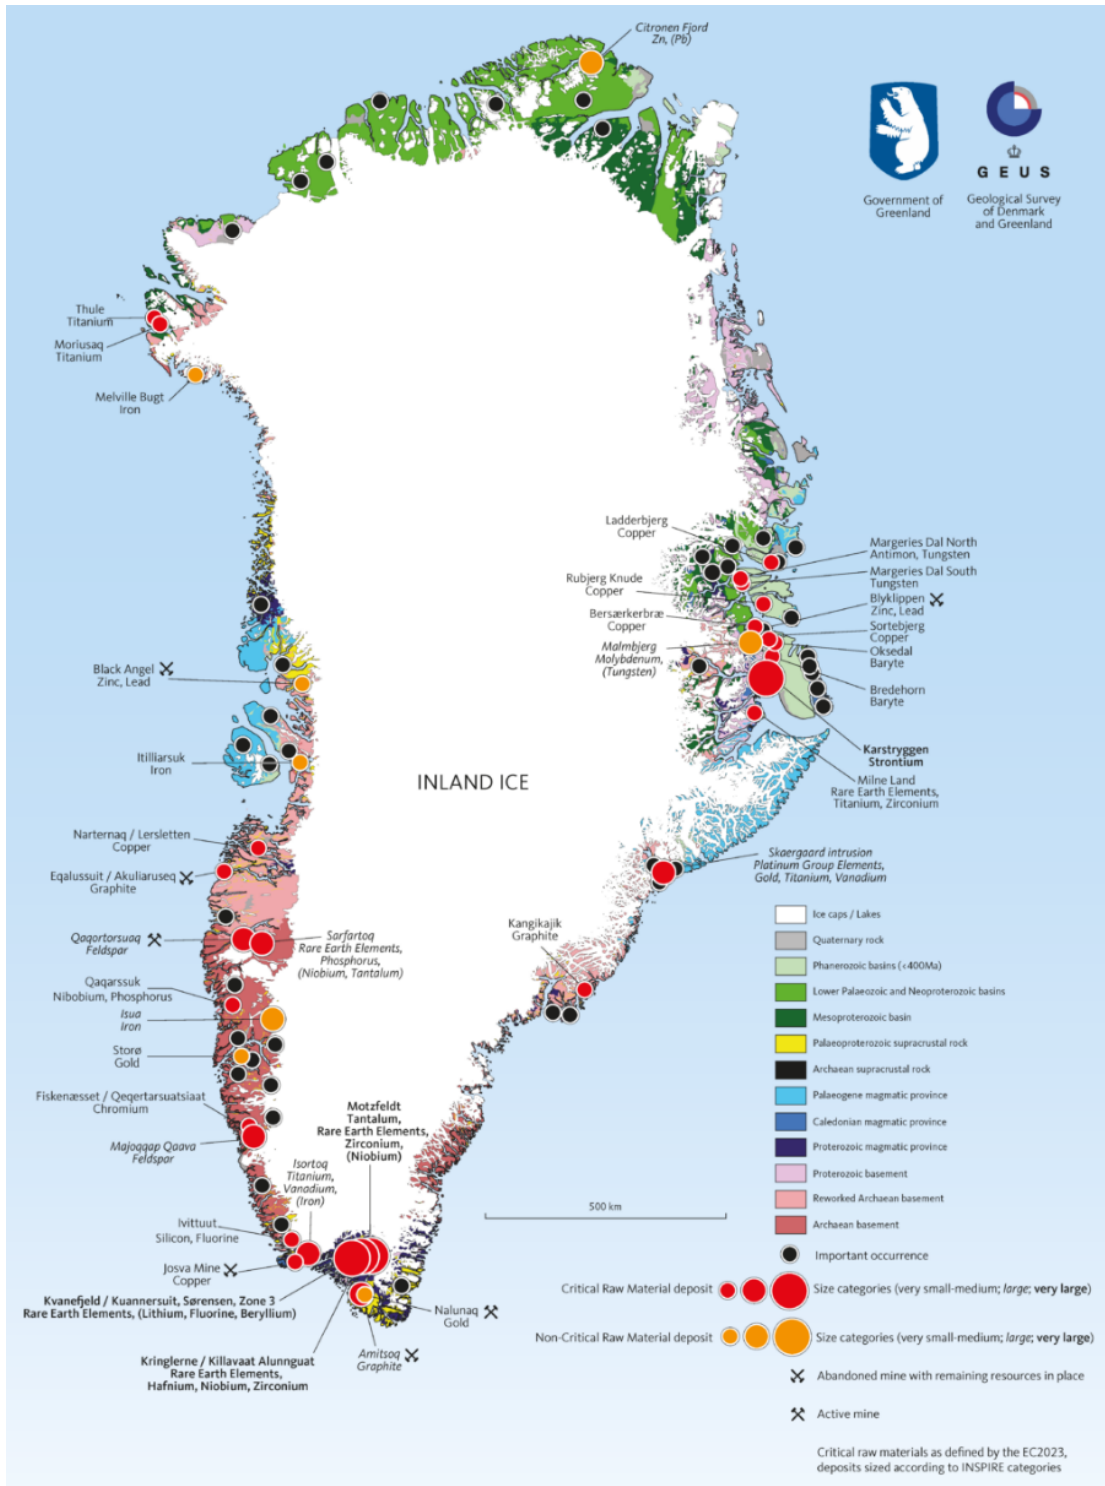 Citronen Fjord
Zn, (Pb)
Government of
Greenland
G E U S
Geological Survey
of Denmark
and Greenland
Thule
Titanium
Moriusaq
Titanium
Melville Bugt
Iron
Ladderbjerg
Copper
Margeries Dal North
Antimon, Tungsten
Margeries Dal South
Tungsten
Rubjerg Knude
Copper
Blyklippen
Zinc, Lead
Bersærkerbræ
Copper
Sortebjerg
Copper
Malmbjerg
Molybdenum,
(Tungsten)
Oksedal
Baryte
Black Angel
Zinc, Lead
Bredehorn
Baryte
Itilliarsuk
Iron
INLAND ICE
Karstryggen
Strontium
Milne Land
Rare Earth Elements,
Titanium, Zirconium
Narternaq / Lersletten
Copper
Skaergaard intrusion
Platinum Group Elements,
Gold, Titanium, Vanadium
Eqalussuit / Akuliaruseq
Graphite
Kangikajik
Graphite
Qaqortorsuaq
Feldspar
Sarfartoq
Rare Earth Elements,
Phosphorus,
(Niobium, Tantalum)
Qaqarssuk
Nibobium, Phosphorus
Isua
Iron
Storø
Gold
Fiskenæsset / Qeqertarsuatsiaat
Chromium
Majoqqap Qaava
Feldspar
Motzfeldt
Tantalum,
Rare Earth Elements,
Zirconium,
(Niobium)
Isortoq
Titanium,
Vanadium,
(Iron)
Ivittuut
Silicon, Fluorine
Josva Mine
Copper
Kvanefjeld / Kuannersuit, Sørensen, Zone 3
Rare Earth Elements, (Lithium, Fluorine, Beryllium)
Nalunaq
Gold
Amitsoq
Graphite
Kringlerne / Killavaat Alunnguat
Rare Earth Elements,
Hafnium, Niobium, Zirconium
Ice caps / Lakes
Quaternary rock
Phanerozoic basins (<400Ma)
Lower Palaeozoic and Neoproterozoic basins
Mesoproterozoic basin
Palaeoproterozoic supracrustal rock
Archaean supracrustal rock
Palaeogene magmatic province
Caledonian magmatic province
Proterozoic magmatic province
Proterozoic basement
Reworked Archaean basement
Archaean basement
500 km
Important occurrence
Critical Raw Material deposit
Size categories (very small-medium; large; very large)
Non-Critical Raw Material deposit
Size categories (very small-medium; large; very large)
Abandoned mine with remaining resources in place
Active mine
Critical raw materials as defined by the EC2023,
deposits sized according to INSPIRE categories